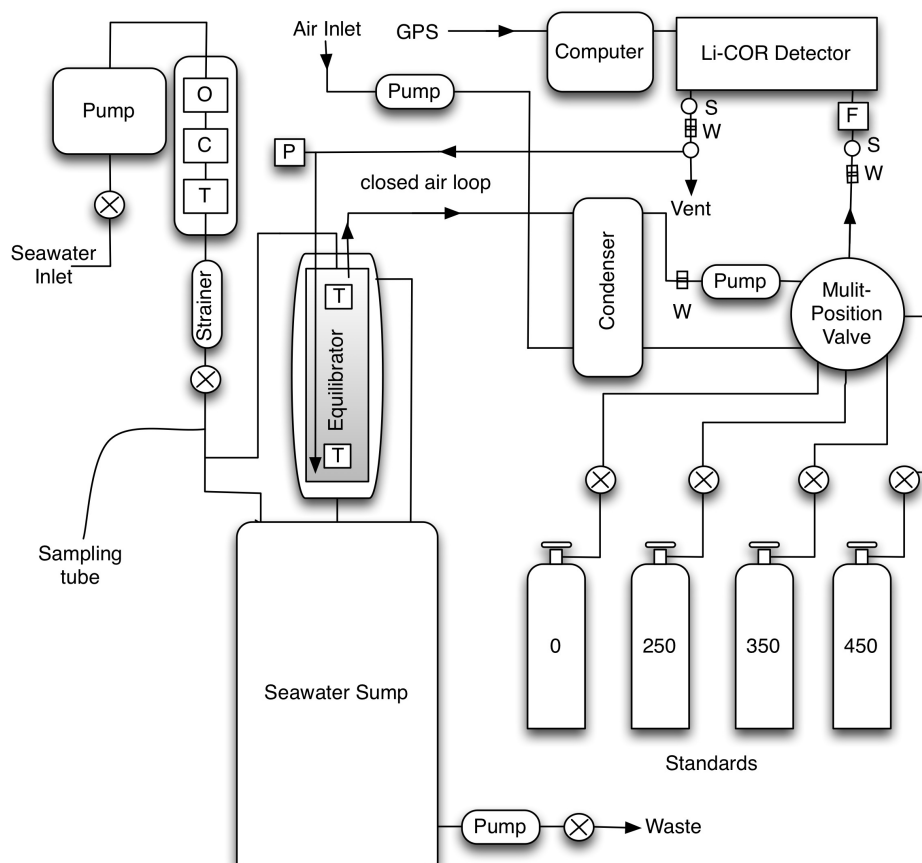 Air Inlet
GPS
Computer
Li-COR Detector
Pump
O
C
T
Pump
S
W
F
S
W
P
closed air loop
Vent
Seawater
Inlet
Strainer
T
Equilibrator
T
Condenser
W
Pump
Mulit-
Position
Valve
Sampling
tube
0
250
350
450
Seawater Sump
Standards
Pump
Waste